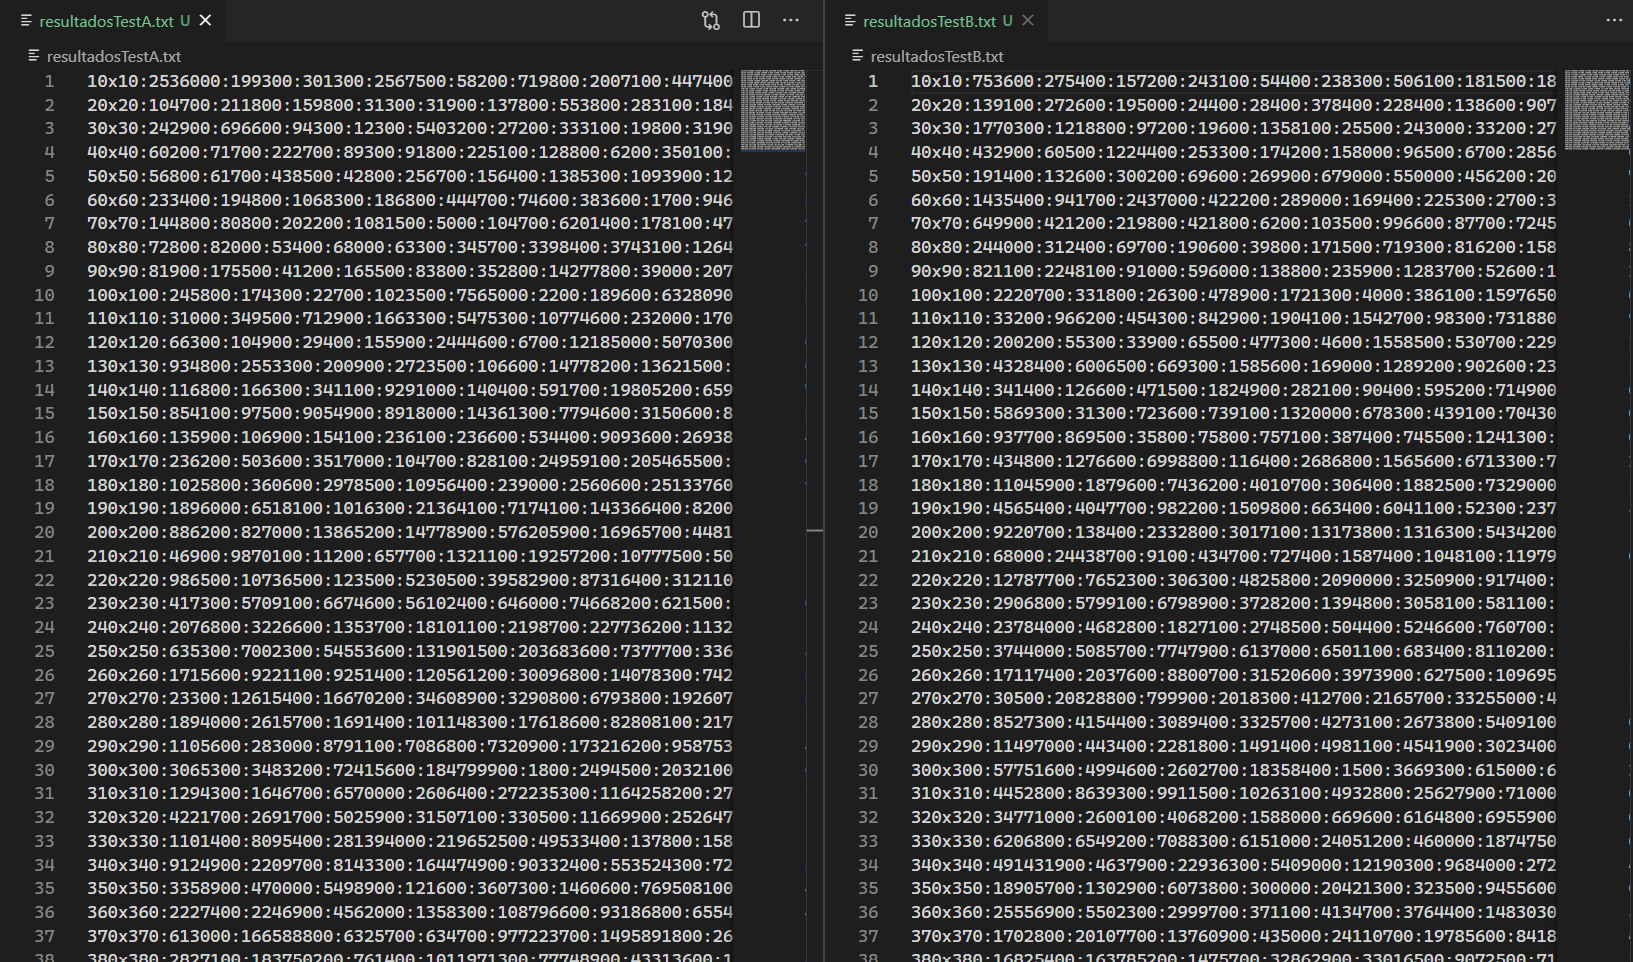 resultadosTestA.txt U
resultadosTestA.txt
1 10x10:2536000:199300:301300:2567500:58200:719800:2007100:447400
2 20x20:104700:211800:159800:31300:31900:137800:553800:283100:184
3 30x30:242900:696600:94300:12300:5403200:27200:333100:19800:3190
4 40x40:60200:71700:222700:89300:91800:225100:128800:6200:350100:
5 50x50:56800:61700:438500:42800:256700:156400:1385300:1093900:12
6 60x60:233400:194800:1068300:186800:444700:74600:383600:1700:946
7 70x70:144800:80800:202200:1081500:5000:104700:6201400:178100:47
8 80x80:72800:82000:53400:68000:63300:345700:3398400:3743100:1264
9 90x90:81900:175500:41200:165500:83800:352800:14277800:39000:207
10 100x100:245800:174300:22700:1023500:7565000:2200:189600:6328090
11 110x110:31000:349500:712900:1663300:5475300:10774600:232000:170
12 120x120:66300:104900:29400:155900:2444600:6700:12185000:5070300
13 130x130:934800:2553300:200900:2723500:106600:14778200:13621500:
14 140x140:116800:166300:341100:9291000:140400:591700:19805200:659
15 150x150:854100:97500:9054900:8918000:14361300:7794600:3150600:8
16 160x160:135900:106900:154100:236100:236600:534400:9093600:26938
17 170x170:236200:503600:3517000:104700:828100:24959100:205465500:
18 180x180:1025800:360600:2978500:10956400:239000:2560600:25133760
19 190x190:1896000:6518100:1016300:21364100:7174100:143366400:8200
20 200x200:886200:827000:13865200:14778900:576205900:16965700:4481
21 210x210:46900:9870100:11200:657700:1321100:19257200:10777500:50
22 220x220:986500:10736500:123500:5230500:39582900:87316400:312110
23 230x230:417300:5709100:6674600:56102400:646000:74668200:621500:
24 240x240:2076800:3226600:1353700:18101100:2198700:227736200:1132
25 250x250:635300:7002300:54553600:131901500:203683600:7377700:336
26 260x260:1715600:9221100:9251400:120561200:30096800:14078300:742
27 270x270:23300:12615400:16670200:34608900:3290800:6793800:192607
28 280x280:1894000:2615700:1691400:101148300:17618600:82808100:217
29 290x290:1105600:283000:8791100:7086800:7320900:173216200:958753
30 300x300:3065300:3483200:72415600:184799900:1800:2494500:2032100
31 310x310:1294300:1646700:6570000:2606400:272235300:1164258200:27
32 320x320:4221700:2691700:5025900:31507100:330500:11669900:252647
33 330x330:1101400:8095400:281394000:219652500:49533400:137800:158
34 340x340:9124900:2209700:8143300:164474900:90332400:553524300:72
35 350x350:3358900:470000:5498900:121600:3607300:1460600:769508100
36 360x360:2227400:2246900:4562000:1358300:108796600:93186800:6554
37 370x370:613000:166588800:6325700:634700:977223700:1495891800:26
38 380x380:2827100:183750200:761400:1011971300:77748900:43313600:1
resultadosTestB.txt U
resultadosTestB.txt
1 10x10:753600:275400:157200:243100:54400:238300:506100:181500:18
2 20x20:139100:272600:195000:24400:28400:378400:228400:138600:907
3 30x30:1770300:1218800:97200:19600:1358100:25500:243000:33200:27
4 40x40:432900:60500:1224400:253300:174200:158000:96500:6700:2856
5 50x50:191400:132600:300200:69600:269900:679000:550000:456200:20
6 60x60:1435400:941700:2437000:422200:289000:169400:225300:2700:3
7 70x70:649900:421200:219800:421800:6200:103500:996600:87700:7245
8 80x80:244000:312400:69700:190600:39800:171500:719300:816200:158
9 90x90:821100:2248100:91000:596000:138800:235900:1283700:52600:1
10 100x100:2220700:331800:26300:478900:1721300:4000:386100:1597650
11 110x110:33200:966200:454300:842900:1904100:1542700:98300:731880
12 120x120:200200:55300:33900:65500:477300:4600:1558500:530700:229
13 130x130:4328400:6006500:669300:1585600:169000:1289200:902600:23
14 140x140:341400:126600:471500:1824900:282100:90400:595200:714900
15 150x150:5869300:31300:723600:739100:1320000:678300:439100:70430
16 160x160:937700:869500:35800:75800:757100:387400:745500:1241300:
17 170x170:434800:1276600:6998800:116400:2686800:1565600:6713300:7
18 180x180:11045900:1879600:7436200:4010700:306400:1882500:7329000
19 190x190:4565400:4047700:982200:1509800:663400:6041100:52300:237
20 200x200:9220700:138400:2332800:3017100:13173800:1316300:5434200
21 210x210:68000:24438700:9100:434700:727400:1587400:1048100:11979
22 220x220:12787700:7652300:306300:4825800:2090000:3250900:917400:
23 230x230:2906800:5799100:6798900:3728200:1394800:3058100:581100:
24 240x240:23784000:4682800:1827100:2748500:504400:5246600:760700:
25 250x250:3744000:5085700:7747900:6137000:6501100:683400:8110200:
26 260x260:17117400:2037600:8800700:31520600:3973900:627500:109695
27 270x270:30500:20828800:799900:2018300:412700:2165700:33255000:4
28 280x280:8527300:4154400:3089400:3325700:4273100:2673800:5409100
29 290x290:11497000:443400:2281800:1491400:4981100:4541900:3023400
30 300x300:57751600:4994600:2602700:18358400:1500:3669300:615000:6
31 310x310:4452800:8639300:9911500:10263100:4932800:25627900:71000
32 320x320:34771000:2600100:4068200:1588000:669600:6164800:6955900
33 330x330:6206800:6549200:7088300:6151000:24051200:460000:1874750
34 340x340:491431900:4637900:22936300:5409000:12190300:9684000:272
35 350x350:18905700:1302900:6073800:300000:20421300:323500:9455600
36 360x360:25556900:5502300:2999700:371100:4134700:3764400:1483030
37 370x370:1702800:20107700:13760900:435000:24110700:19785600:8418
38 380x380:16825400:163785200:1475700:32862900:33016500:9072500:71